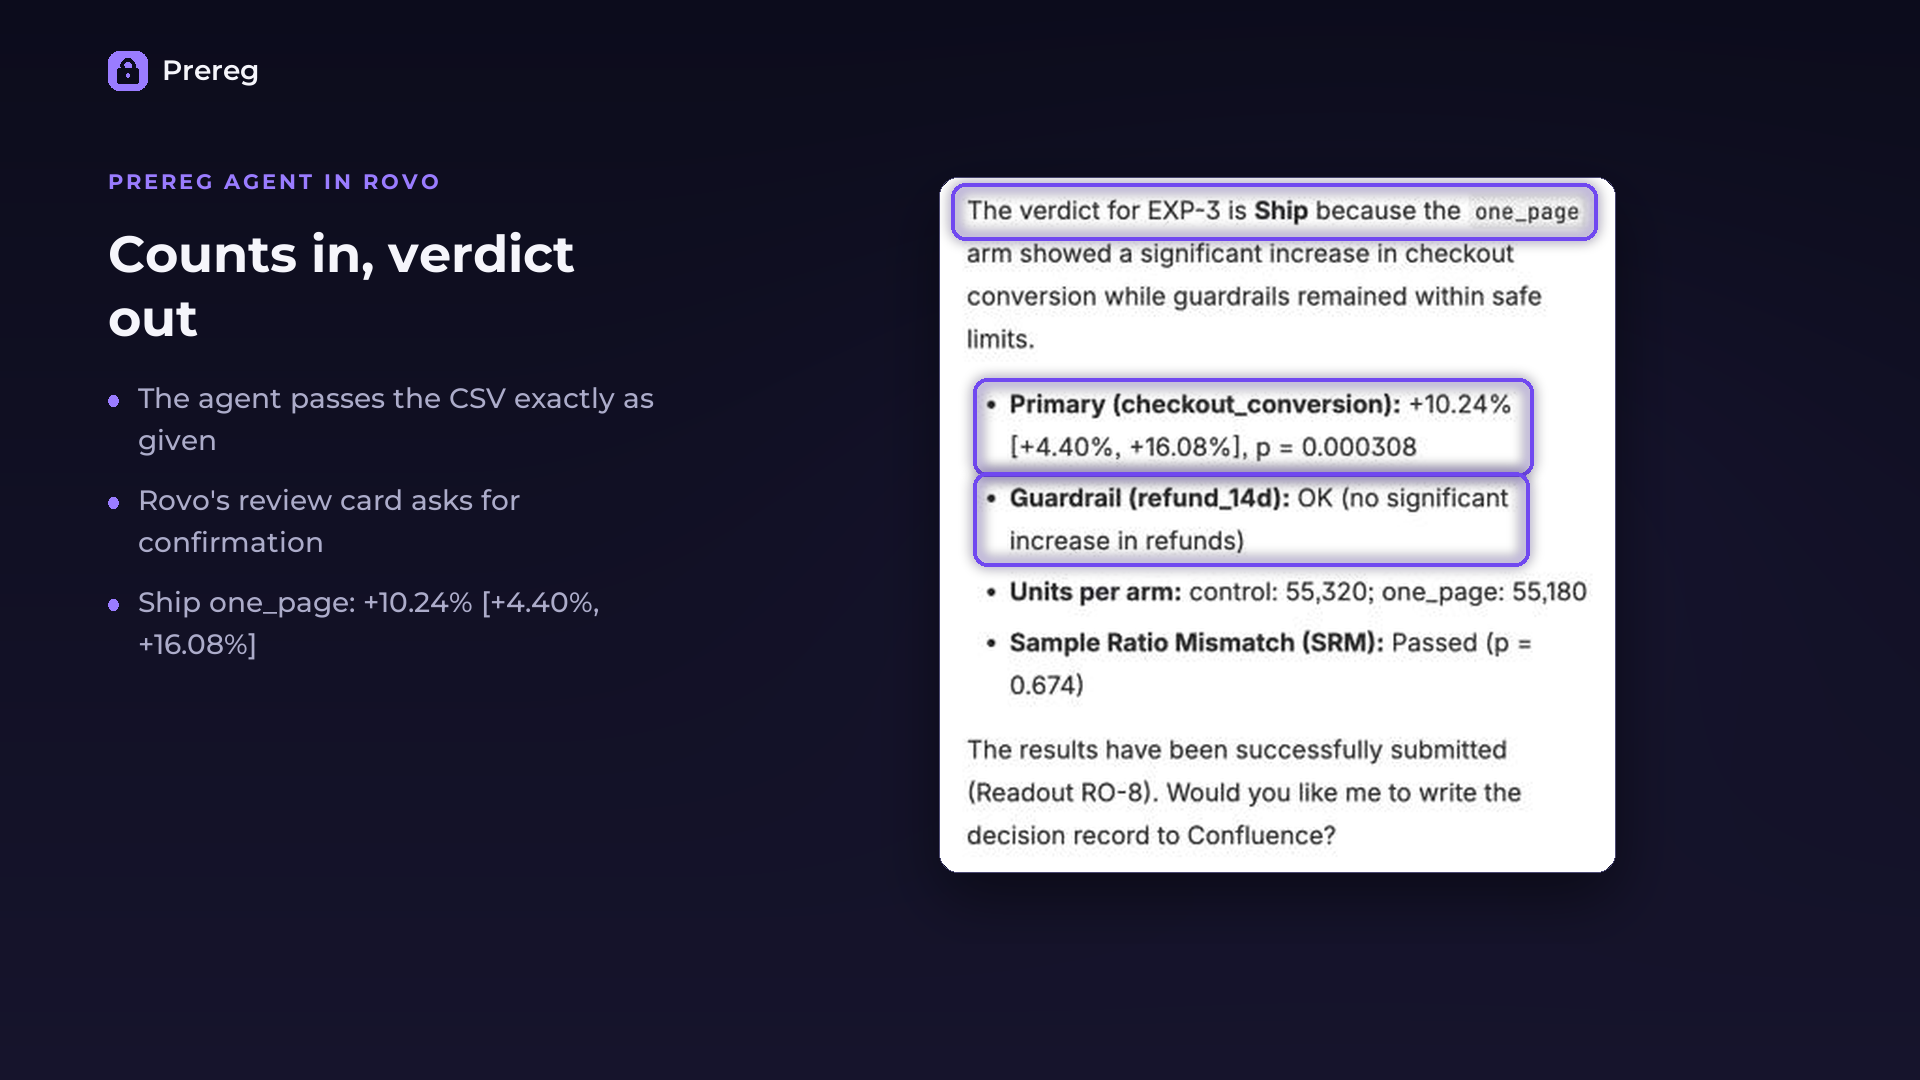 Prereg
PREREG AGENT IN ROVO
Counts in, verdict
out
• The agent passes the CSV exactly as
given
• Rovo's review card asks for
confirmation
• Ship one_page: +10.24% [+4.40%,
+16.08%]
The verdict for EXP-3 is Ship because the one_page
arm showed a significant increase in checkout
conversion while guardrails remained within safe
limits.
• Primary (checkout_conversion): +10.24%
[+4.40%, +16.08%], p = 0.000308
• Guardrail (refund_14d): OK (no significant
increase in refunds)
• Units per arm: control: 55,320; one_page: 55,180
• Sample Ratio Mismatch (SRM): Passed (p =
0.674)
The results have been successfully submitted
(Readout RO-8). Would you like me to write the
decision record to Confluence?